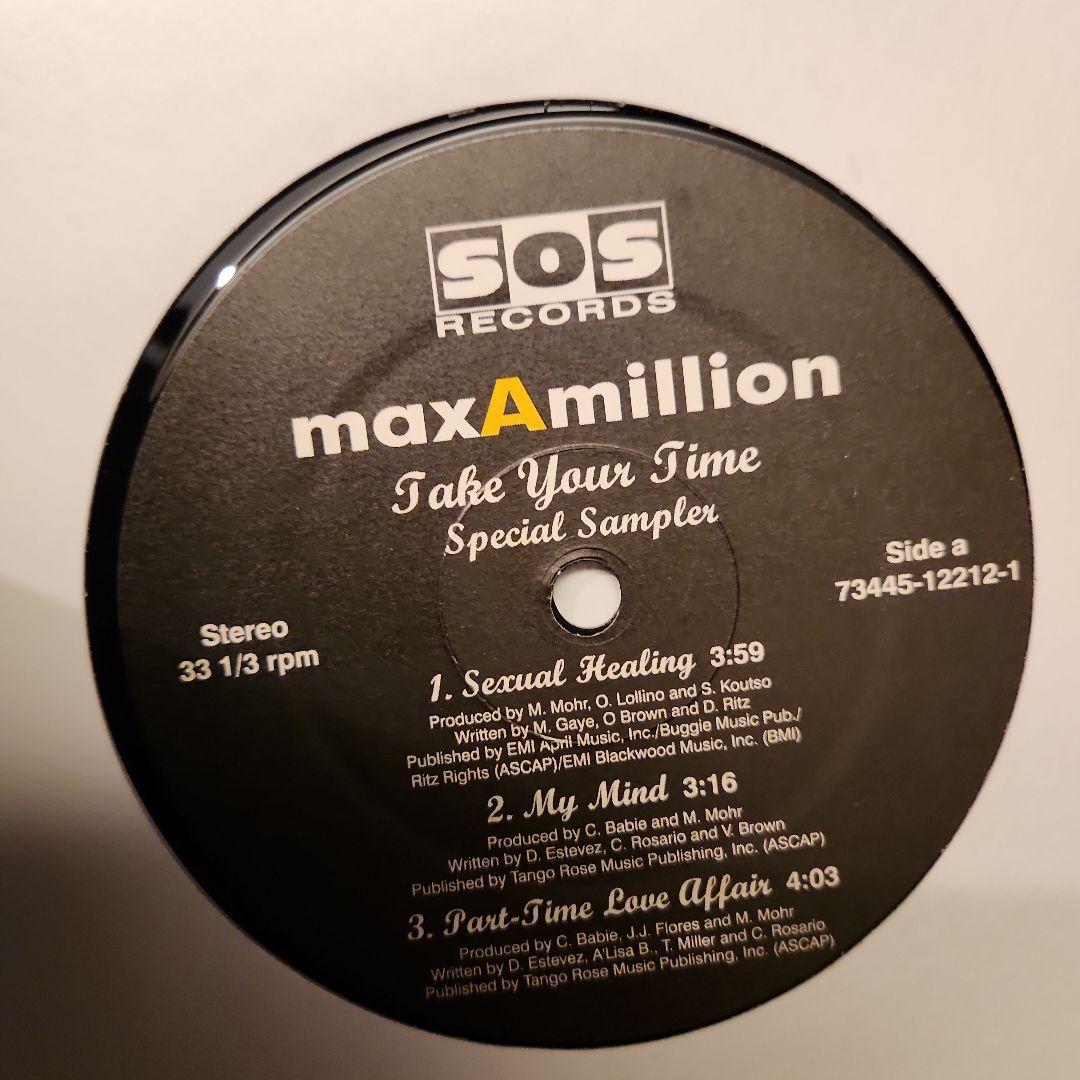 SOS
RECORDS
maxAmillion
Take Your Time
Special Sampler
Side a
73445-12212-1
Stereo
33 1/3 rpm
1. Sexual Healing 3:59
Produced by M. Mohr, O. Lollino and S. Koutso
Written by M. Gaye, O Brown and D. Ritz
Published by EMI April Music, Inc./Buggie Music Pub./
Ritz Rights (ASCAP)/EMI Blackwood Music, Inc. (BMI)
2. My Mind 3:16
Produced by C. Babie and M. Mohr
Written by D. Estevez, C. Rosario and V. Brown
Published by Tango Rose Music Publishing, Inc. (ASCAP)
3. Part-Time Love Affair 4:03
Produced by C. Babie, J.J. Flores and M. Mohr
Written by D. Estevez, A'Lisa B., T. Miller and C. Rosario
Published by Tango Rose Music Publishing, Inc. (ASCAP)